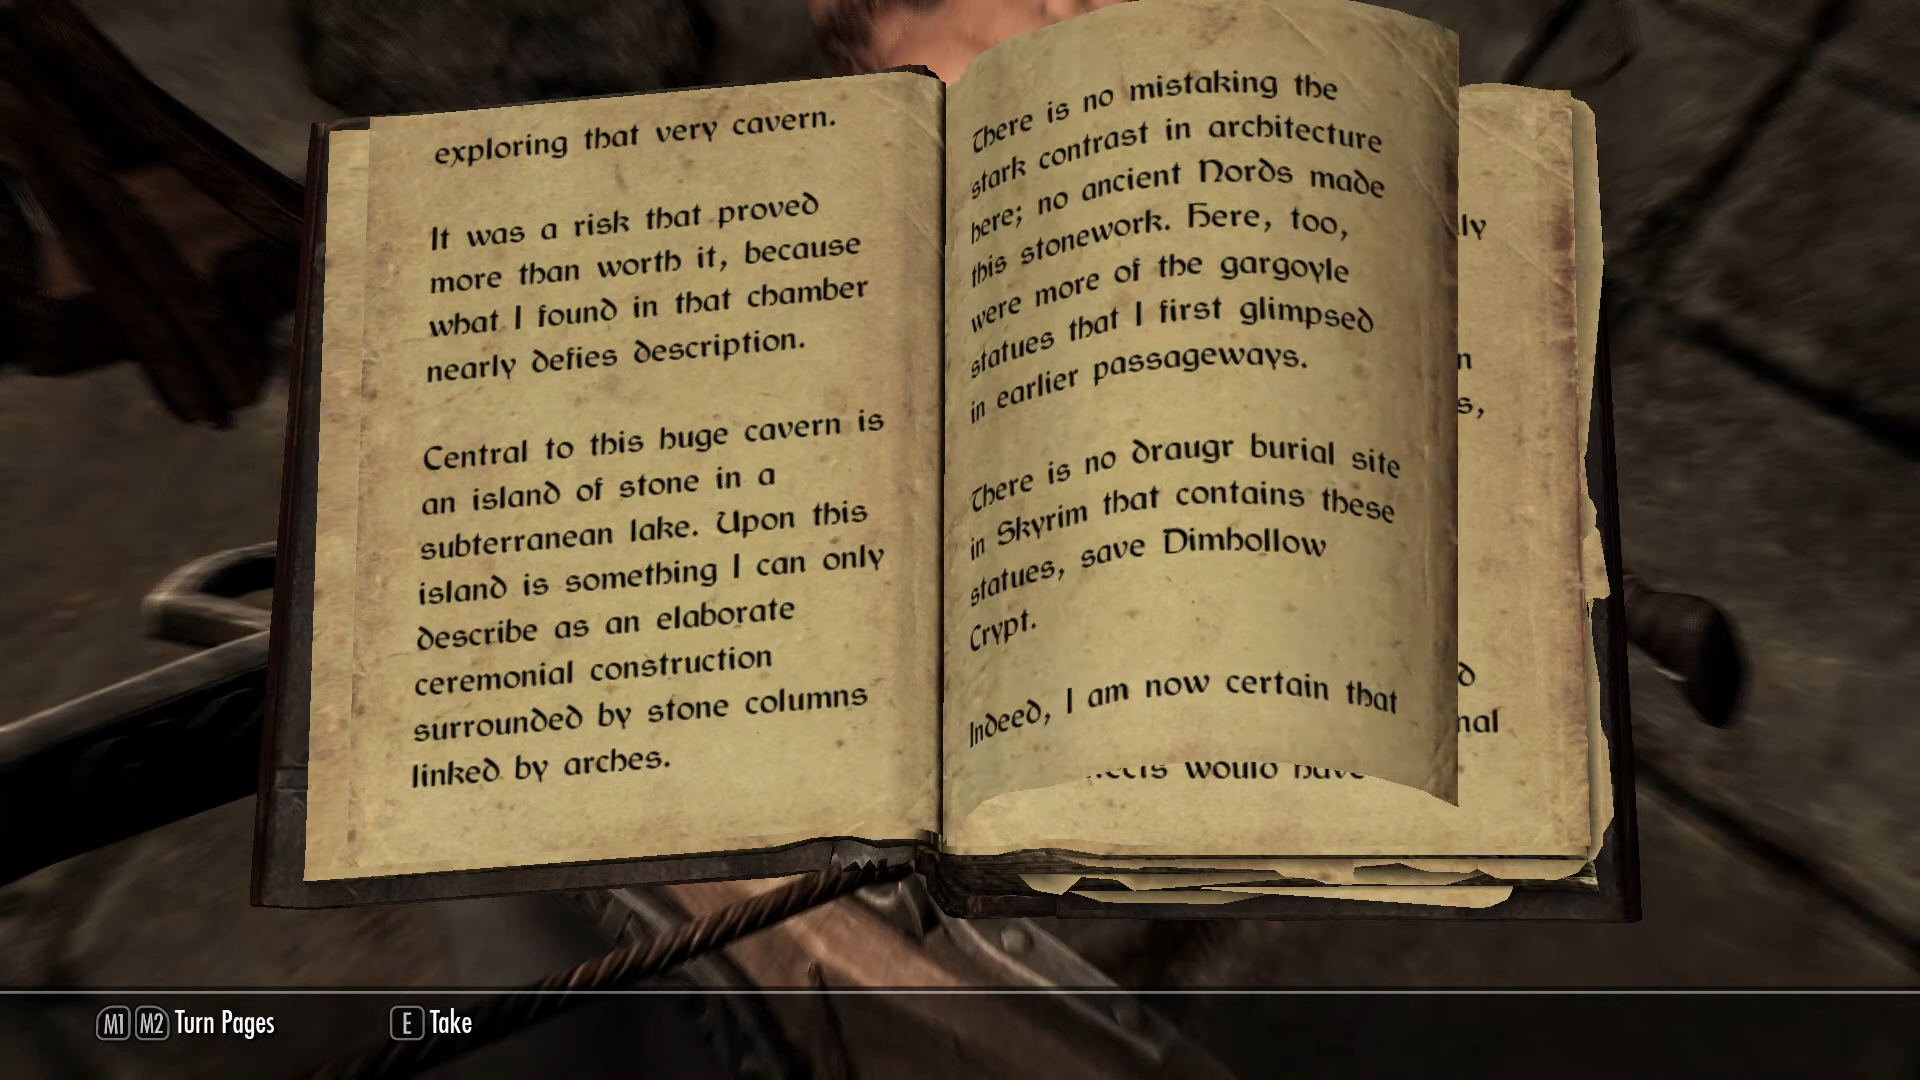 exploring that very cavern.
It was a risk that proved
more than worth it, because
what I found in that chamber
nearly defies description.
Central to this huge cavern is
an island of stone in a
subterranean lake. Upon this
island is something I can only
describe as an elaborate
ceremonial construction
surrounded by stone columns
linked by arches.
There is no mistaking the
stark contrast in architecture
here; no ancient Nords made
this stonework. Here, too,
were more of the gargoyle
statues that I first glimpsed
in earlier passageways.
There is no draugr burial site
in Skyrim that contains these
statues, save Dimhollow
Crypt.
Indeed, I am now certain that
would have
M1 M2 Turn Pages
E Take